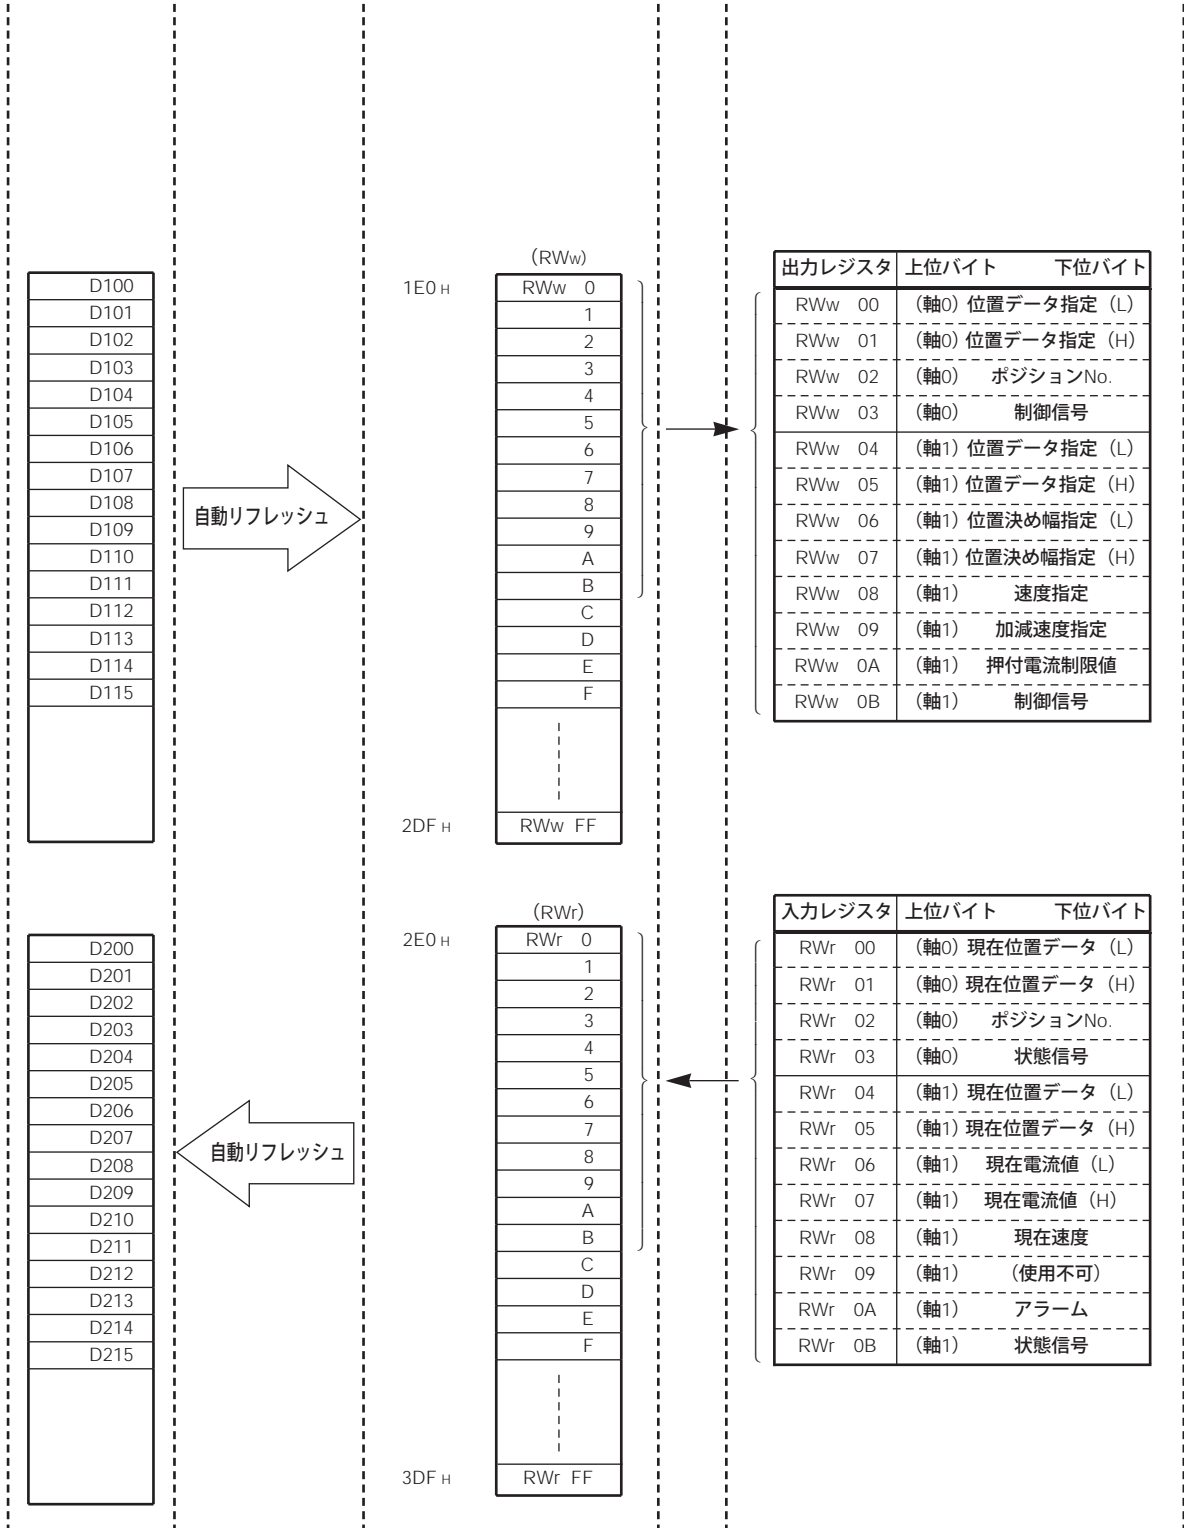 (RWw)
D100
D101
D102
D103
D104
D105
D106
D107
D108
D109
D110
D111
D112
D113
D114
D115
自動リフレッシュ
1E0 H
RWw 0
1
2
3
4
5
6
7
8
9
A
B
C
D
E
F
2DF H
RWw FF
出力レジスタ 上位バイト 下位バイト
RWw 00 (軸0) 位置データ指定 (L)
RWw 01 (軸0) 位置データ指定 (H)
RWw 02 (軸0) ポジションNo.
RWw 03 (軸0) 制御信号
RWw 04 (軸1) 位置データ指定 (L)
RWw 05 (軸1) 位置データ指定 (H)
RWw 06 (軸1) 位置決め幅指定 (L)
RWw 07 (軸1) 位置決め幅指定 (H)
RWw 08 (軸1) 速度指定
RWw 09 (軸1) 加減速度指定
RWw 0A (軸1) 押付電流制限値
RWw 0B (軸1) 制御信号
D200
D201
D202
D203
D204
D205
D206
D207
D208
D209
D210
D211
D212
D213
D214
D215
自動リフレッシュ
(RWr)
2E0 H
RWr 0
1
2
3
4
5
6
7
8
9
A
B
C
D
E
F
3DF H
RWr FF
入力レジスタ 上位バイト 下位バイト
RWr 00 (軸0) 現在位置データ (L)
RWr 01 (軸0) 現在位置データ (H)
RWr 02 (軸0) ポジションNo.
RWr 03 (軸0) 状態信号
RWr 04 (軸1) 現在位置データ (L)
RWr 05 (軸1) 現在位置データ (H)
RWr 06 (軸1) 現在電流値 (L)
RWr 07 (軸1) 現在電流値 (H)
RWr 08 (軸1) 現在速度
RWr 09 (軸1) (使用不可)
RWr 0A (軸1) アラーム
RWr 0B (軸1) 状態信号